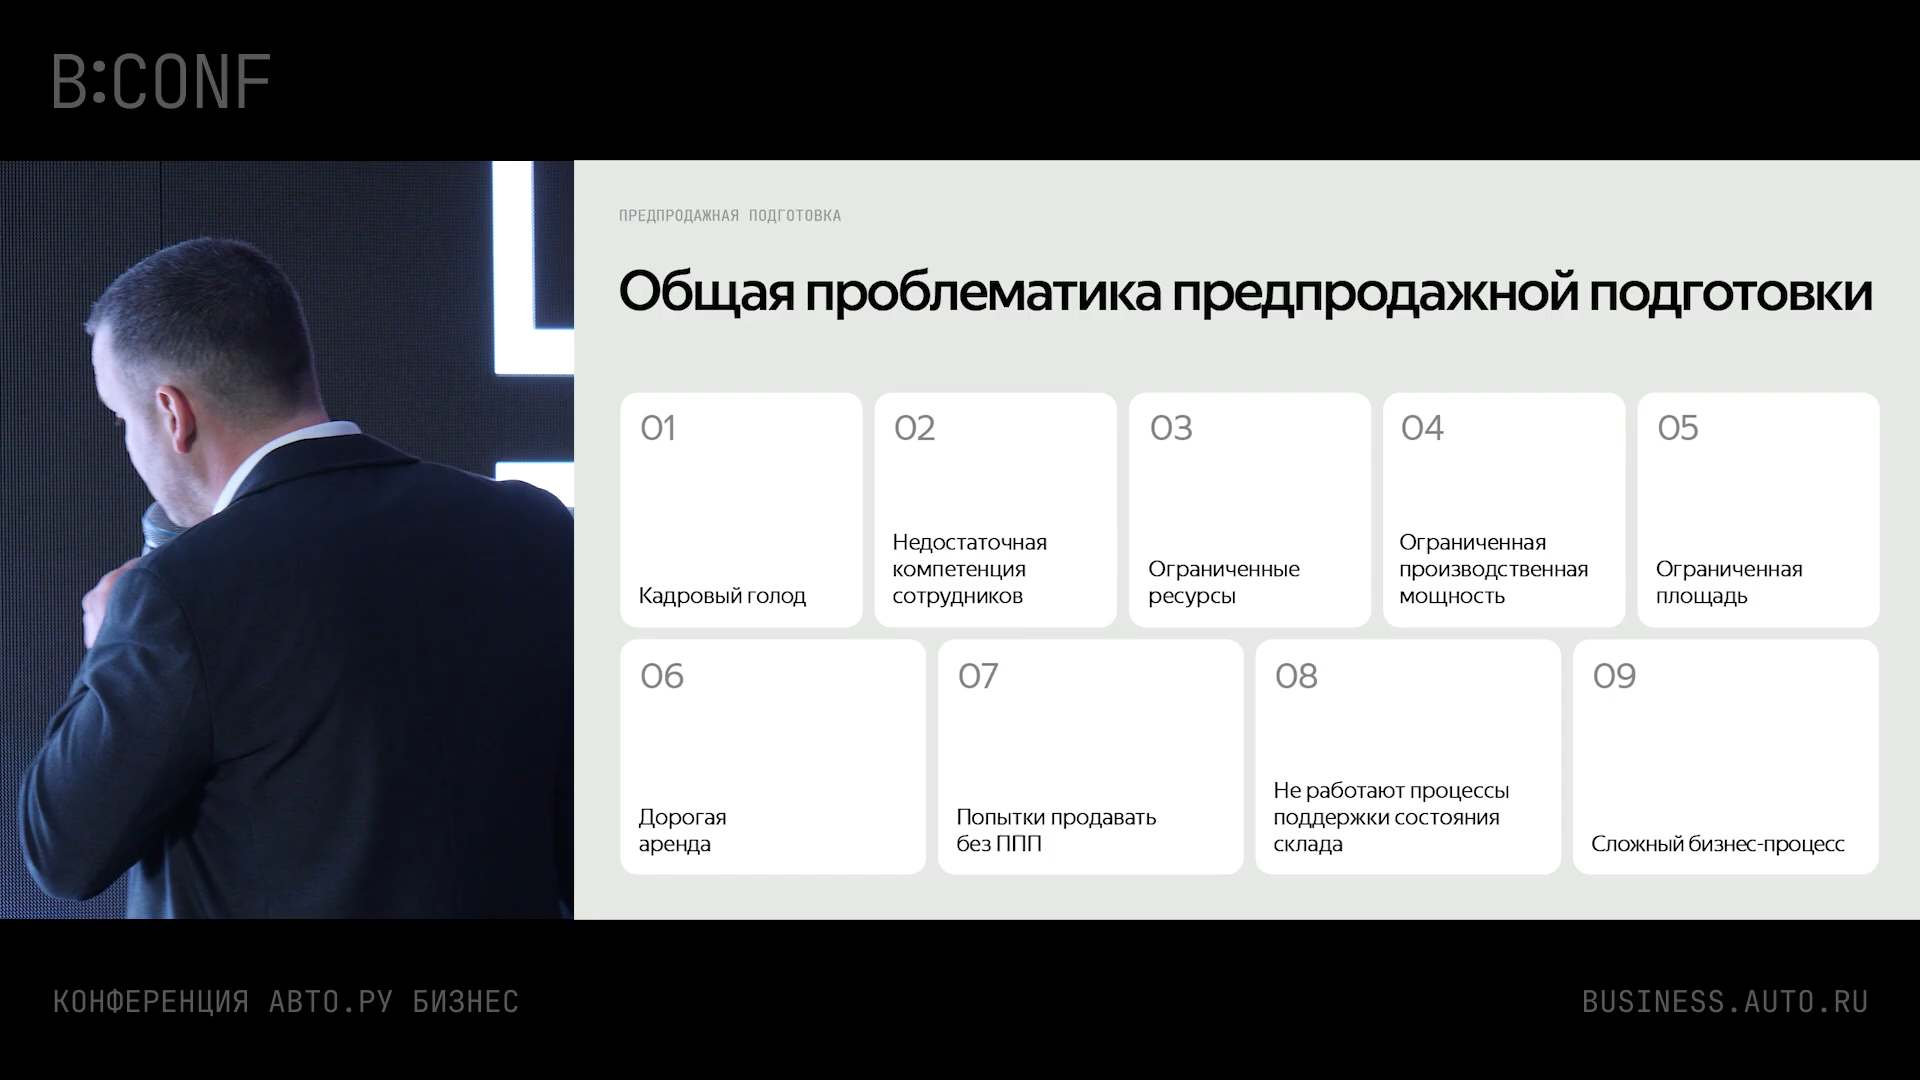 B:CONF
ПРЕДПРОДАЖНАЯ ПОДГОТОВКА
Общая проблематика предпродажной подготовки
01
Кадровый голод
02
Недостаточная
компетенция
сотрудников
03
Ограниченные
ресурсы
04
Ограниченная
производственная
мощность
05
Ограниченная
площадь
06
Дорогая
аренда
07
Попытки продавать
без ППП
08
Не работают процессы
поддержки состояния
склада
09
Сложный бизнес-процесс
КОНФЕРЕНЦИЯ АВТО.РУ БИЗНЕС
BUSINESS.AUTO.RU